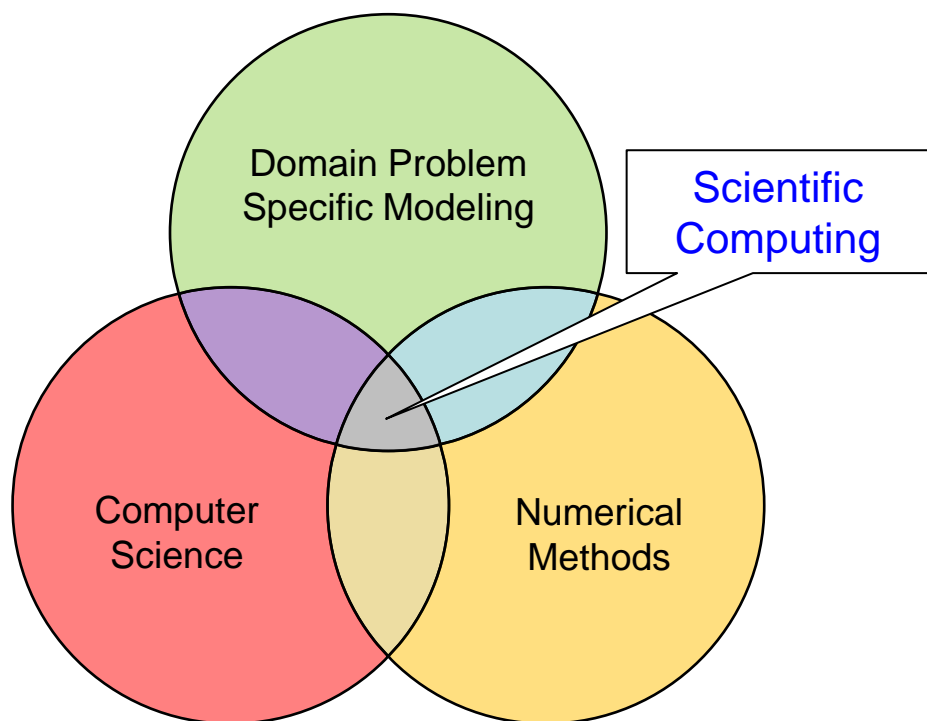 Domain Problem
Specific Modeling
Scientific
Computing
Computer
Science
Numerical
Methods